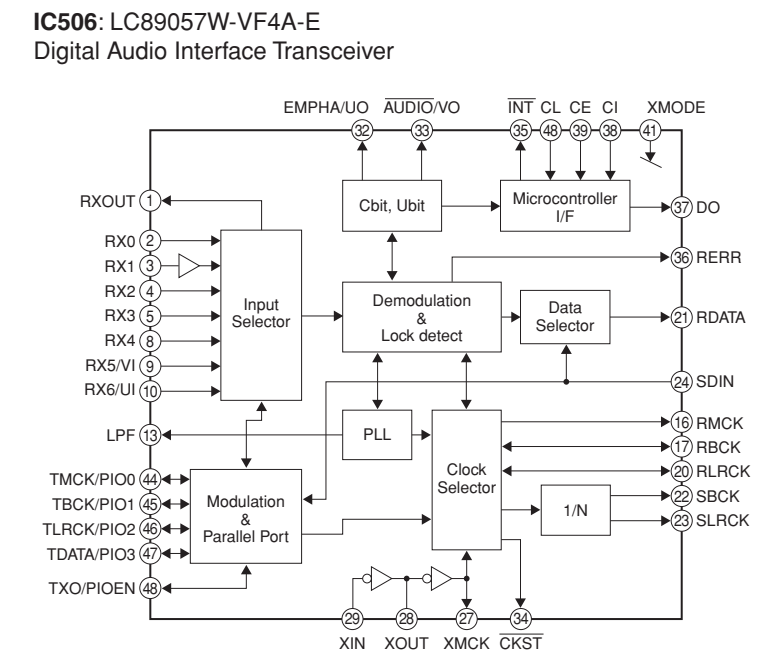 IC506: LC89057W-VF4A-E
Digital Audio Interface Transceiver
EMPHA/UO AUDIO/VO INT CL CE CI XMODE
32 33 35 48 39 38 41
RXOUT 1
Cbit, Ubit
Microcontroller
I/F
37 DO
RX0 2
RX1 3
RX2 4
RX3 5
RX4 8
RX5/VI 9
RX6/UI 10
Input
Selector
Demodulation
&
Lock detect
Data
Selector
36 RERR
21 RDATA
24 SDIN
LPF 13
PLL
Clock
Selector
16 RMCK
17 RBCK
20 RLRCK
22 SBCK
23 SLRCK
1/N
TMCK/PIO0 44
TBCK/PIO1 45
TLRCK/PIO2 46
TDATA/PIO3 47
TXO/PIOEN 48
Modulation
&
Parallel Port
29 28 27 34
XIN XOUT XMCK CKST